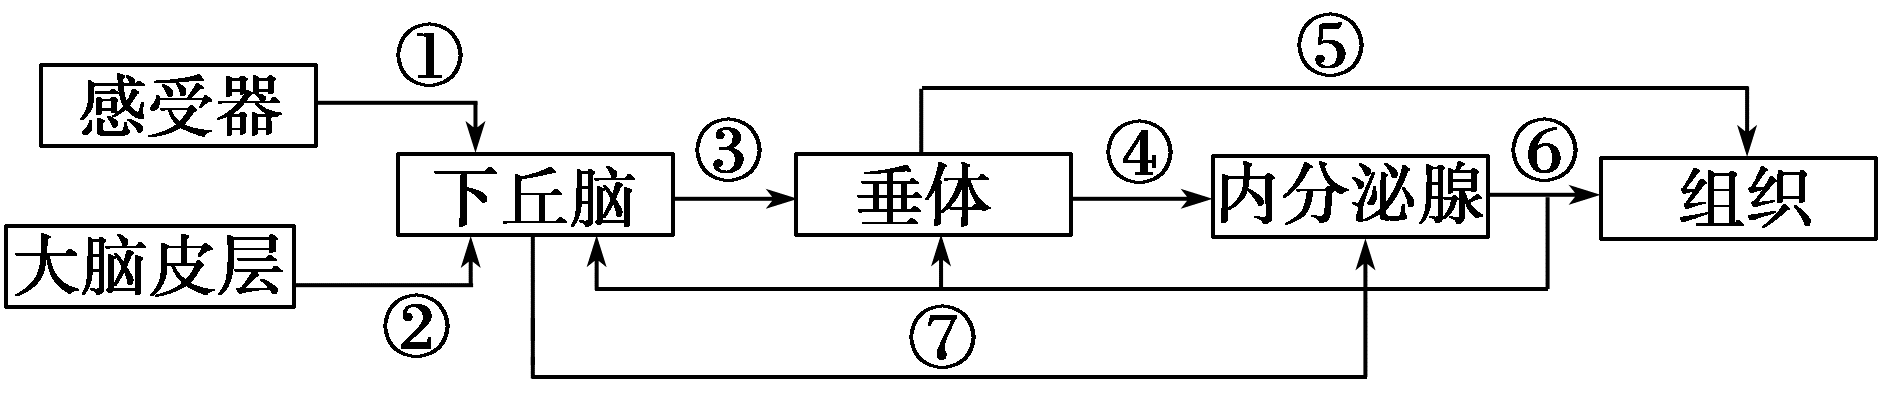 ⑤
①
感受器
③
④
⑥
下丘脑
垂体
内分泌腺
组织
大脑皮层
②
⑦